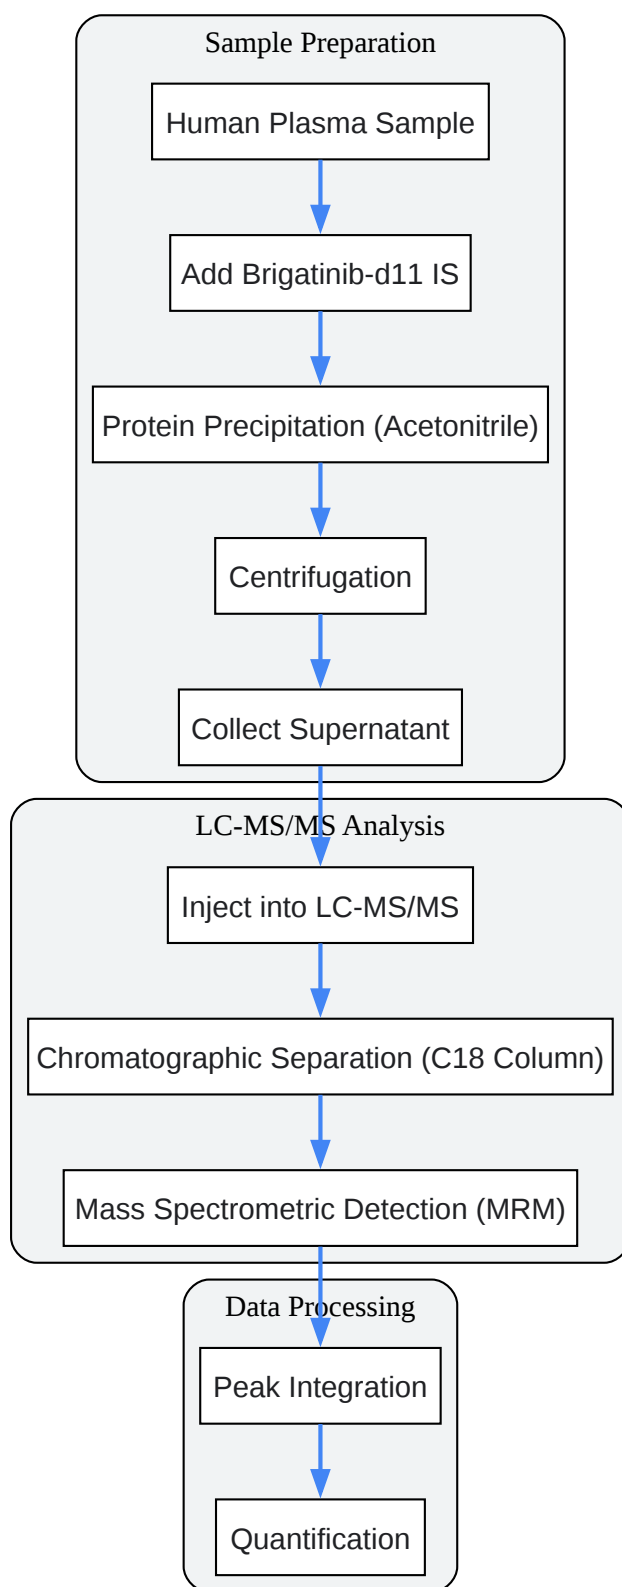 Sample Preparation
Human Plasma Sample
Add Brigatinib-d11 IS
Protein Precipitation (Acetonitrile)
Centrifugation
Collect Supernatant
LC-MS/MS Analysis
Inject into LC-MS/MS
Chromatographic Separation (C18 Column)
Mass Spectrometric Detection (MRM)
Data Processing
Peak Integration
Quantification